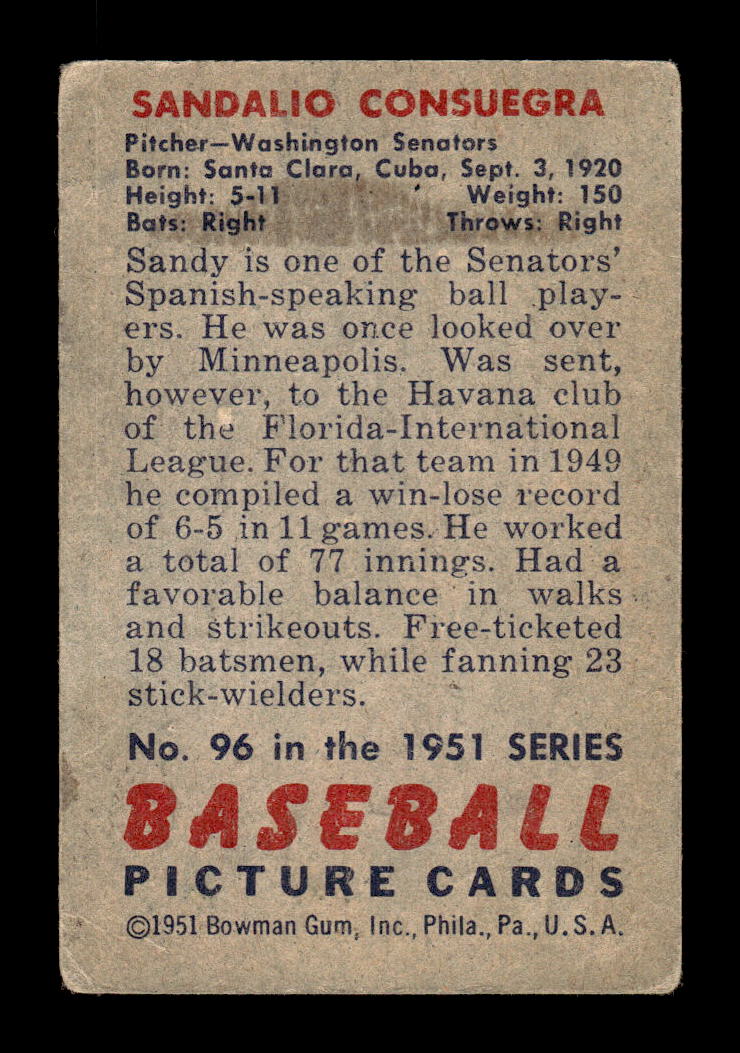 SANDALIO CONSUEGRA
Pitcher—Washington Senators
Born: Santa Clara, Cuba, Sept. 3, 1920
Height: 5-11 Weight: 150
Bats: Right Throws: Right
Sandy is one of the Senators'
Spanish-speaking ball play-
ers. He was once looked over
by Minneapolis. Was sent,
however, to the Havana club
of the Florida-International
League. For that team in 1949
he compiled a win-lose record
of 6-5 in 11 games. He worked
a total of 77 innings. Had a
favorable balance in walks
and strikeouts. Free-ticketed
18 batsmen, while fanning 23
stick-wielders.
No. 96 in the 1951 SERIES
BASEBALL
PICTURE CARDS
©1951 Bowman Gum, Inc., Phila., Pa., U.S.A.